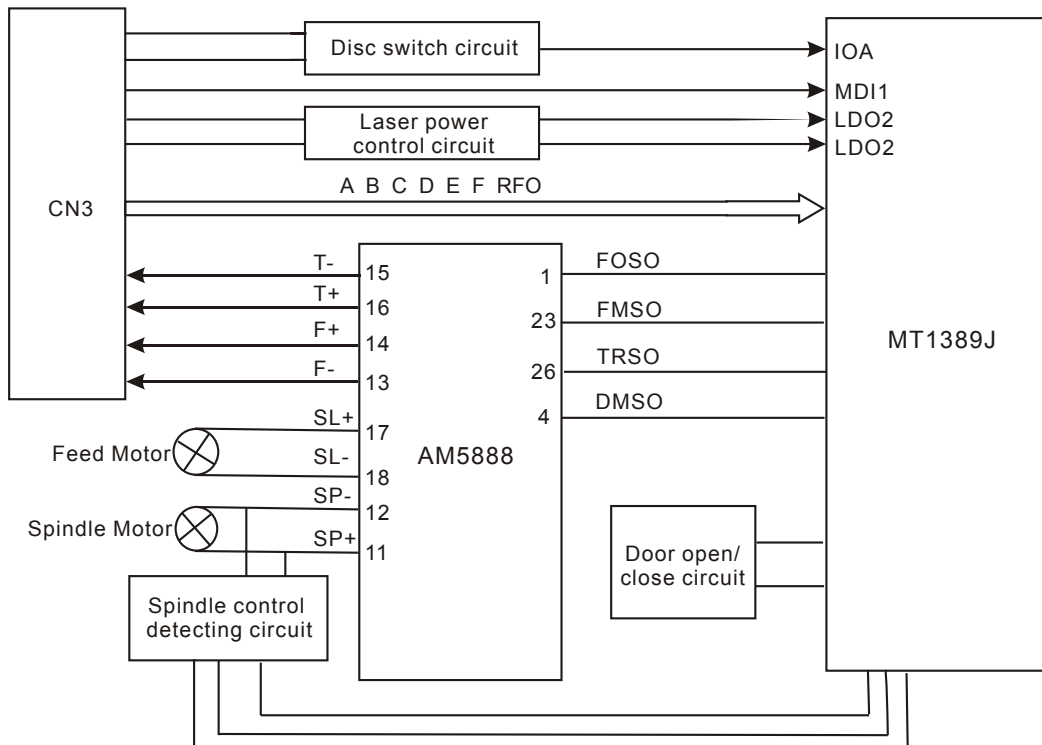 Disc switch circuit
IOA
MDI1
Laser power
control circuit
LDO2
LDO2
A B C D E F RFO
CN3
T-
15
1
FOSO
T+
16
23
FMSO
MT1389J
F+
14
26
TRSO
F-
13
4
DMSO
SL+
17
Feed Motor
AM5888
SL-
18
SP-
12
Spindle Motor
SP+
11
Door open/
close circuit
Spindle control
detecting circuit